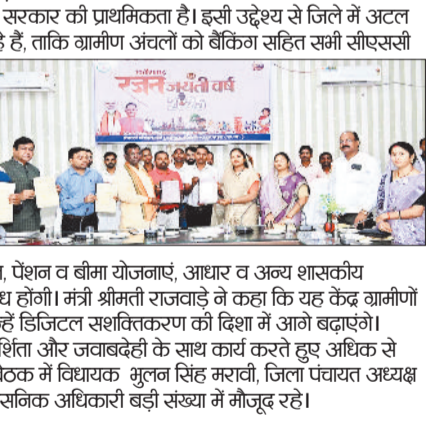 सरकार की प्राथमिकता है। इसी उद्देश्य से जिले में अटल
हैं, ताकि ग्रामीण अंचलों को बैंकिंग सहित सभी सीएससी
रजत जयंती वर्ष
पेंशन व बीमा योजनाएं, आधार व अन्य शासकीय
होंगी। मंत्री श्रीमती राजवाड़े ने कहा कि यह केंद्र ग्रामीणों
डिजिटल सशक्तिकरण की दिशा में आगे बढ़ाएंगे।
और जवाबदेही के साथ कार्य करते हुए अधिक से
में विधायक भुलन सिंह मरावी, जिला पंचायत अध्यक्ष
अधिकारी बड़ी संख्या में मौजूद रहे।